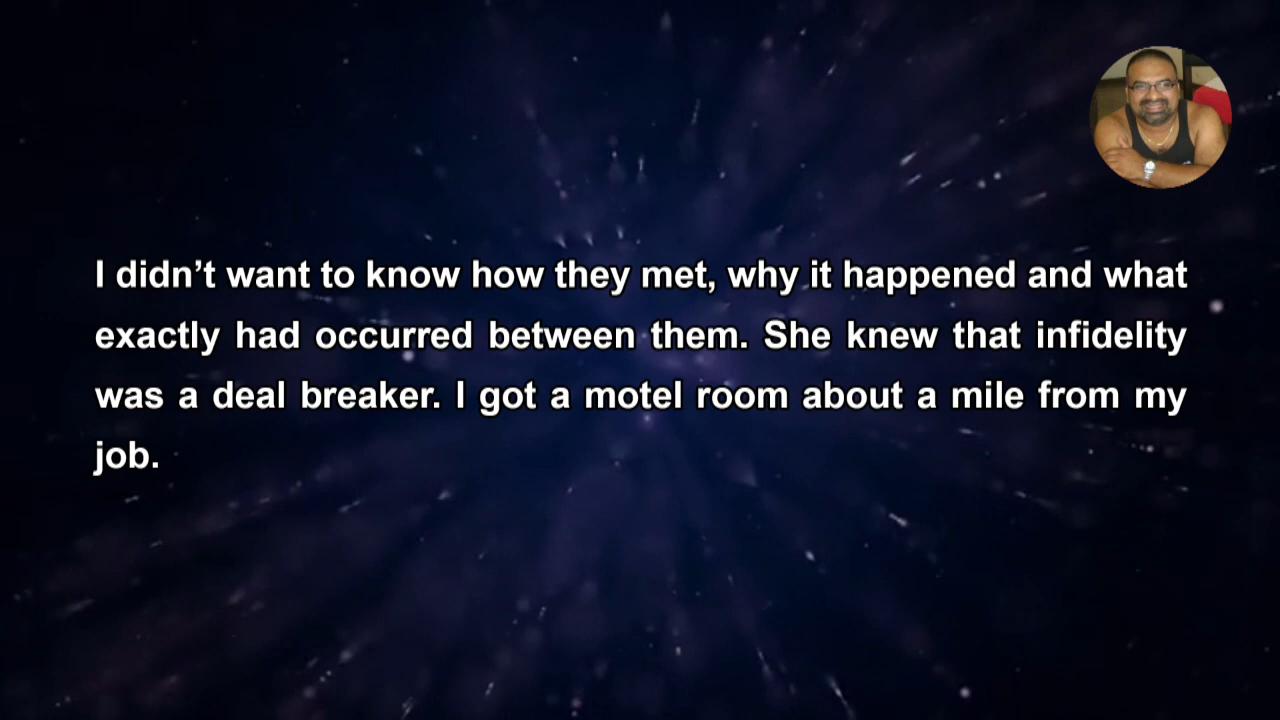 I didn’t want to know how they met, why it happened and what
exactly had occurred between them. She knew that infidelity
was a deal breaker. I got a motel room about a mile from my
job.